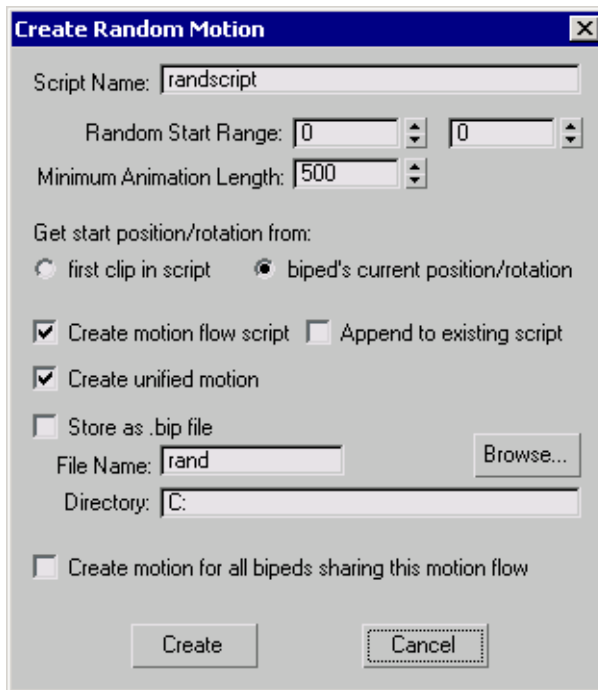 Create Random Motion
Script Name: randscript
Random Start Range: 0 0
Minimum Animation Length: 500
Get start position/rotation from:
first clip in script biped's current position/rotation
Create motion flow script Append to existing script
Create unified motion
Store as .bip file
File Name: rand Browse...
Directory: C:
Create motion for all bipeds sharing this motion flow
Create Cancel